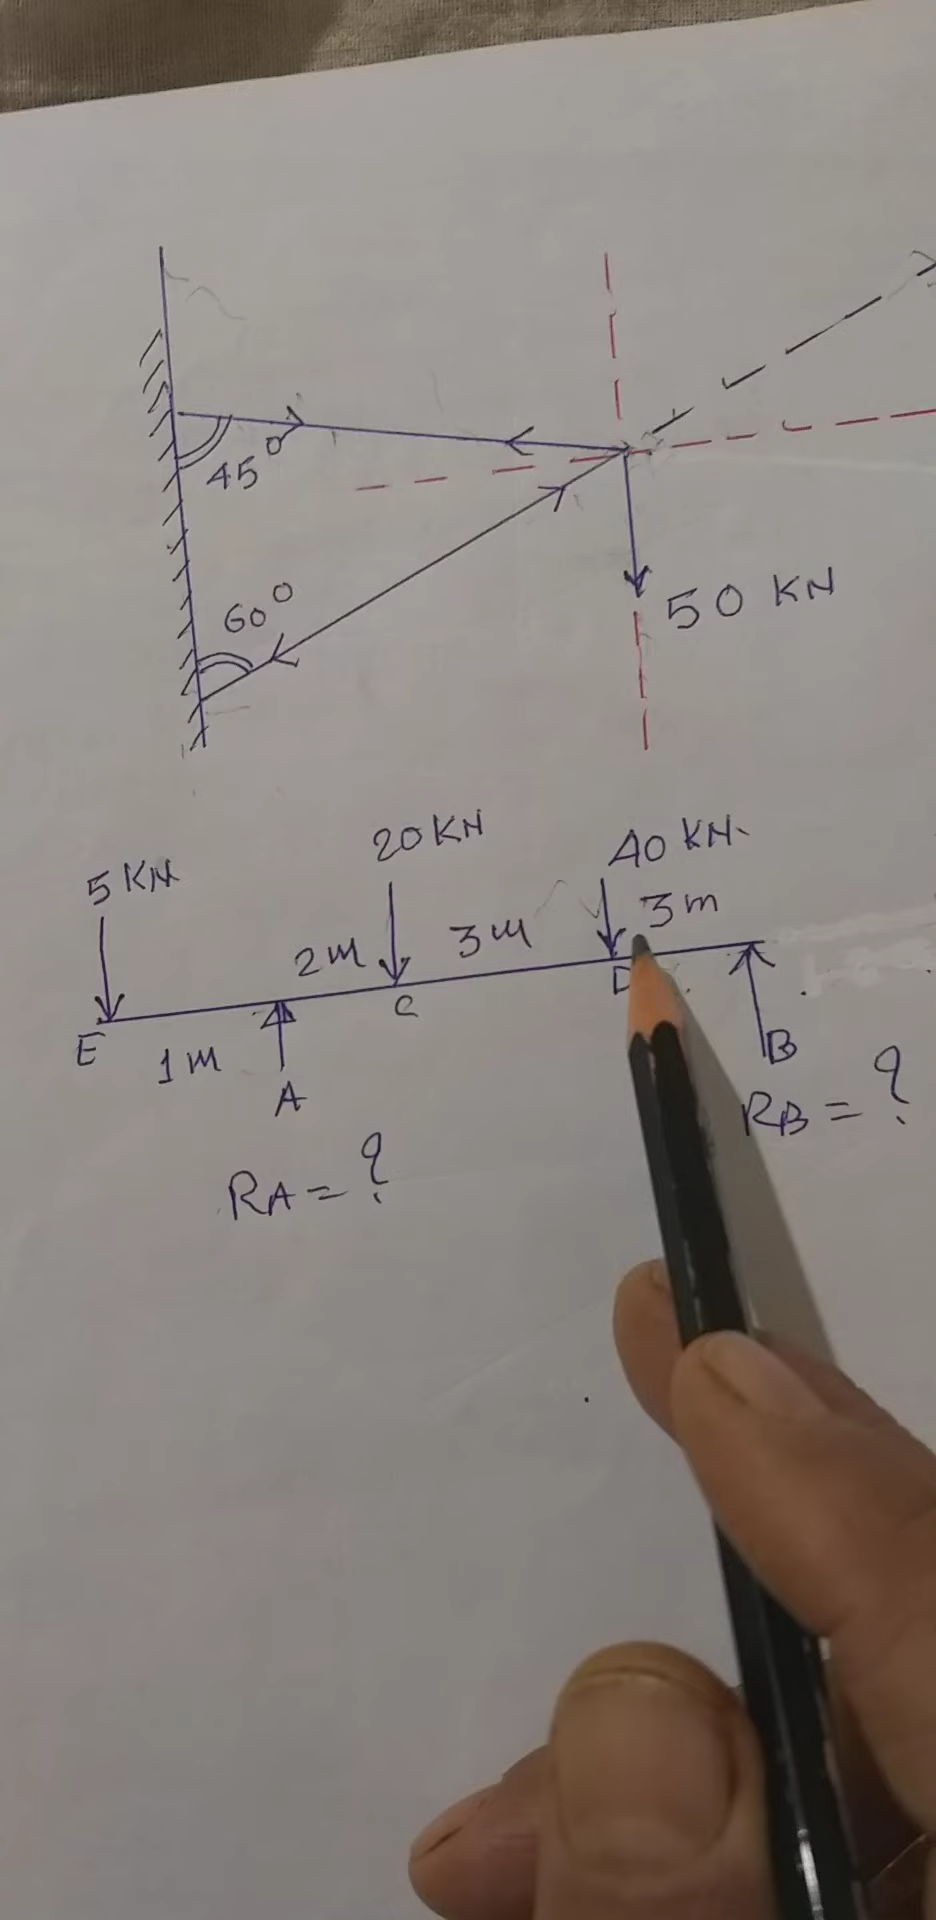 45°
60°
50 KN
5 KN
20 KN
40 KN.
2m
3m
3m
E
1m
A
C
D
B
RA = ?
RB = ?